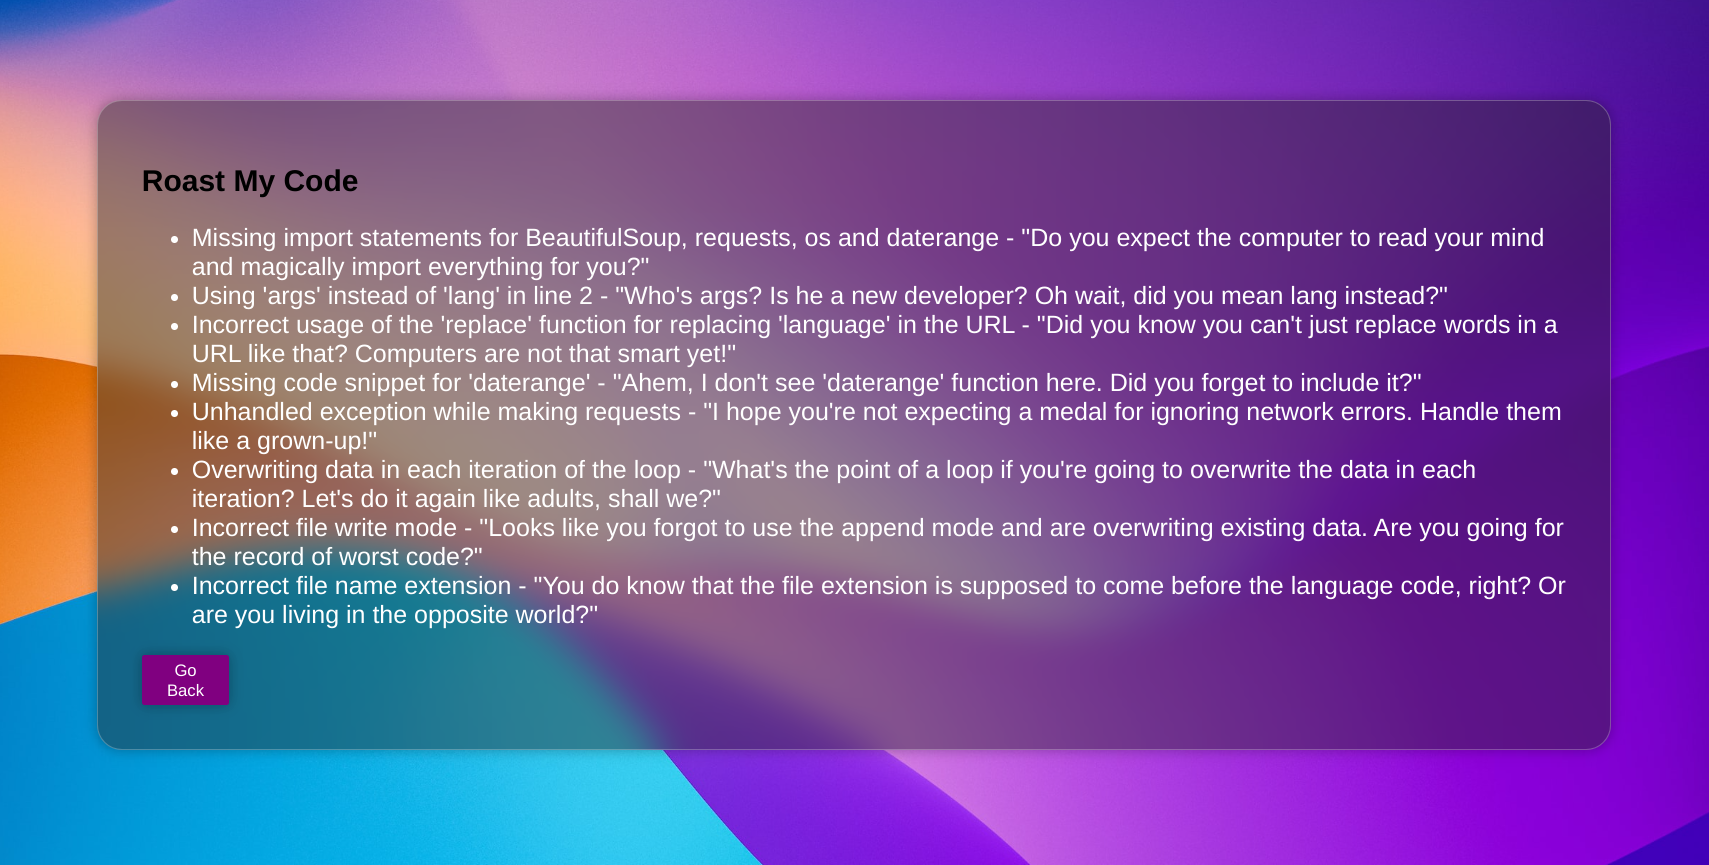 Roast My Code
Missing import statements for BeautifulSoup, requests, os and daterange - "Do you expect the computer to read your mind
and magically import everything for you?"
Using 'args' instead of 'lang' in line 2 - "Who's args? Is he a new developer? Oh wait, did you mean lang instead?"
Incorrect usage of the 'replace' function for replacing 'language' in the URL - "Did you know you can't just replace words in a
URL like that? Computers are not that smart yet!"
Missing code snippet for 'daterange' - "Ahem, I don't see 'daterange' function here. Did you forget to include it?"
Unhandled exception while making requests - "I hope you're not expecting a medal for ignoring network errors. Handle them
like a grown-up!"
Overwriting data in each iteration of the loop - "What's the point of a loop if you're going to overwrite the data in each
iteration? Let's do it again like adults, shall we?"
Incorrect file write mode - "Looks like you forgot to use the append mode and are overwriting existing data. Are you going for
the record of worst code?"
Incorrect file name extension - "You do know that the file extension is supposed to come before the language code, right? Or
are you living in the opposite world?"
Go
Back